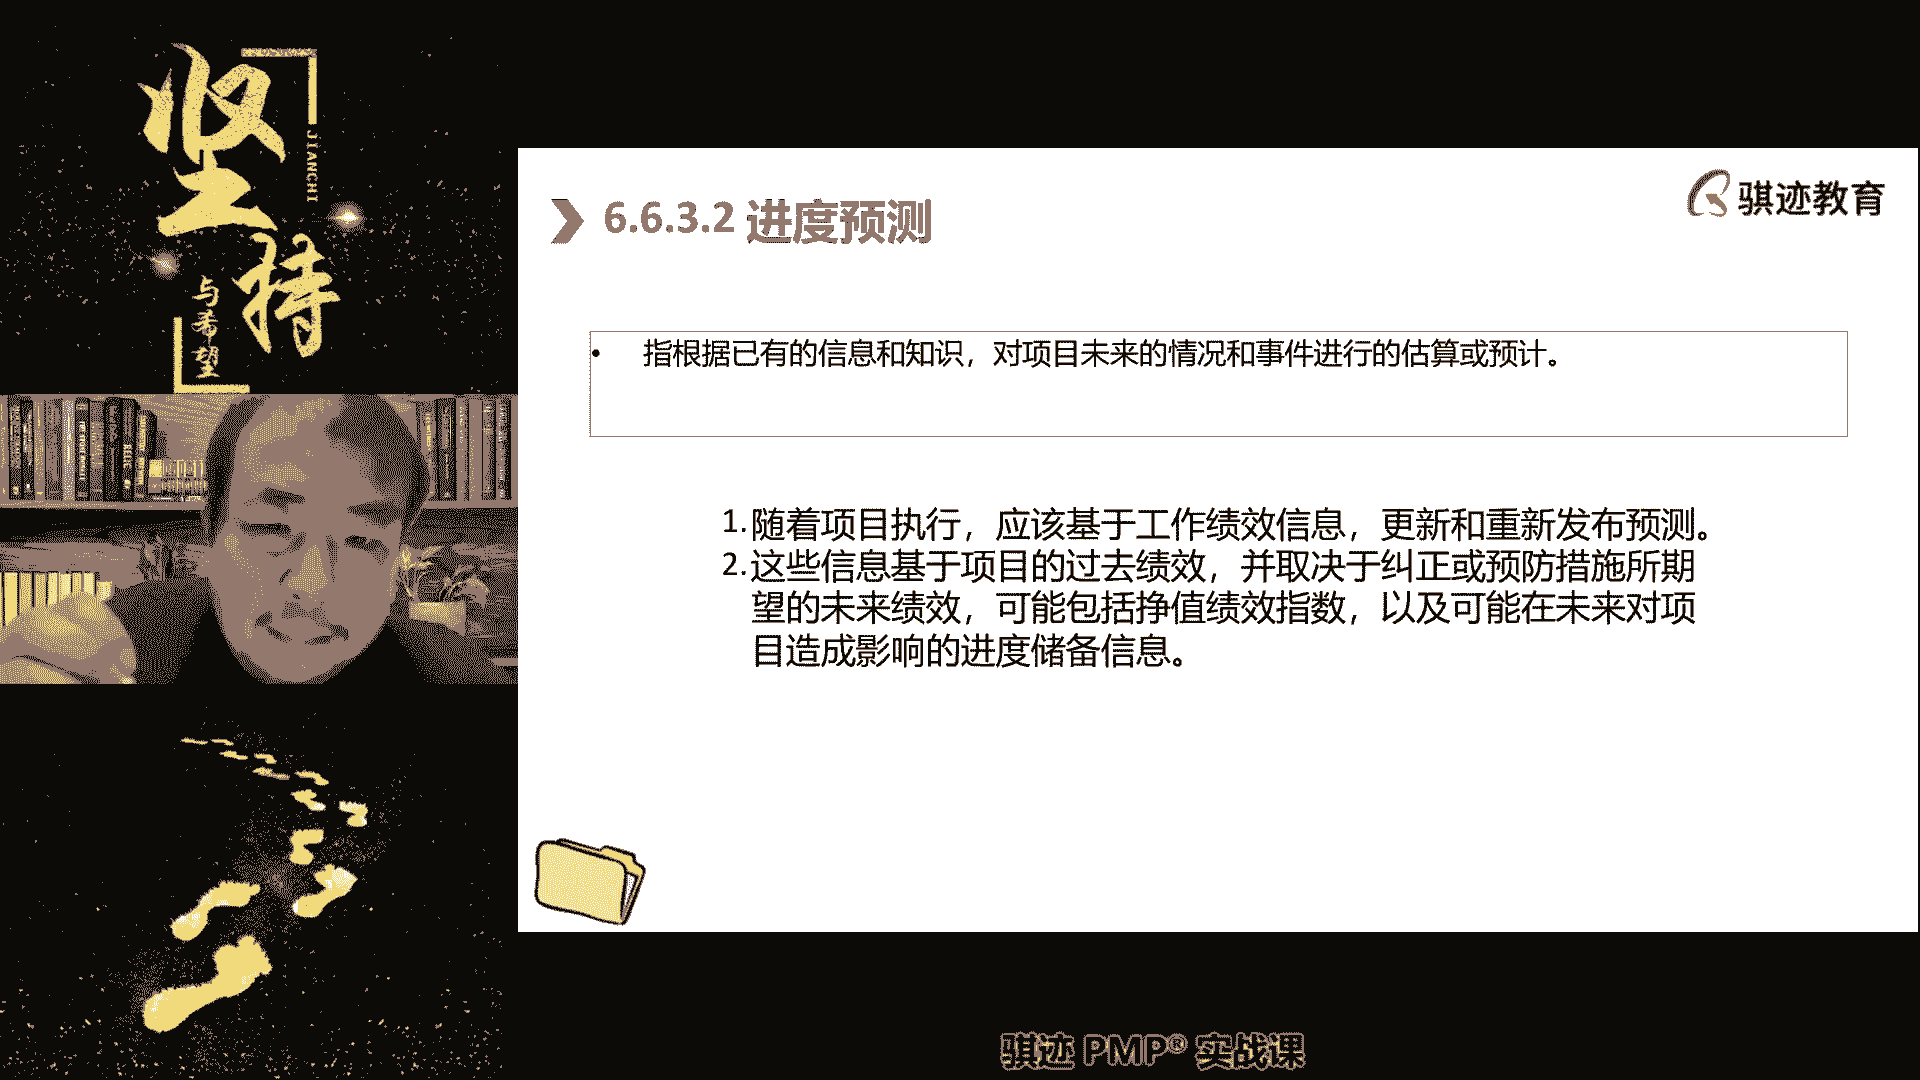 坚持
JIANCHI
与希望
骐迹教育
6.6.3.2 进度预测
• 指根据已有的信息和知识，对项目未来的情况和事件进行的估算或预计。
1.随着项目执行，应该基于工作绩效信息，更新和重新发布预测。
2.这些信息基于项目的过去绩效，并取决于纠正或预防措施所期
望的未来绩效，可能包括挣值绩效指数，以及可能在未来对项
目造成影响的进度储备信息。
骐迹 PMP® 实战课